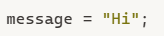 message = "Hi";